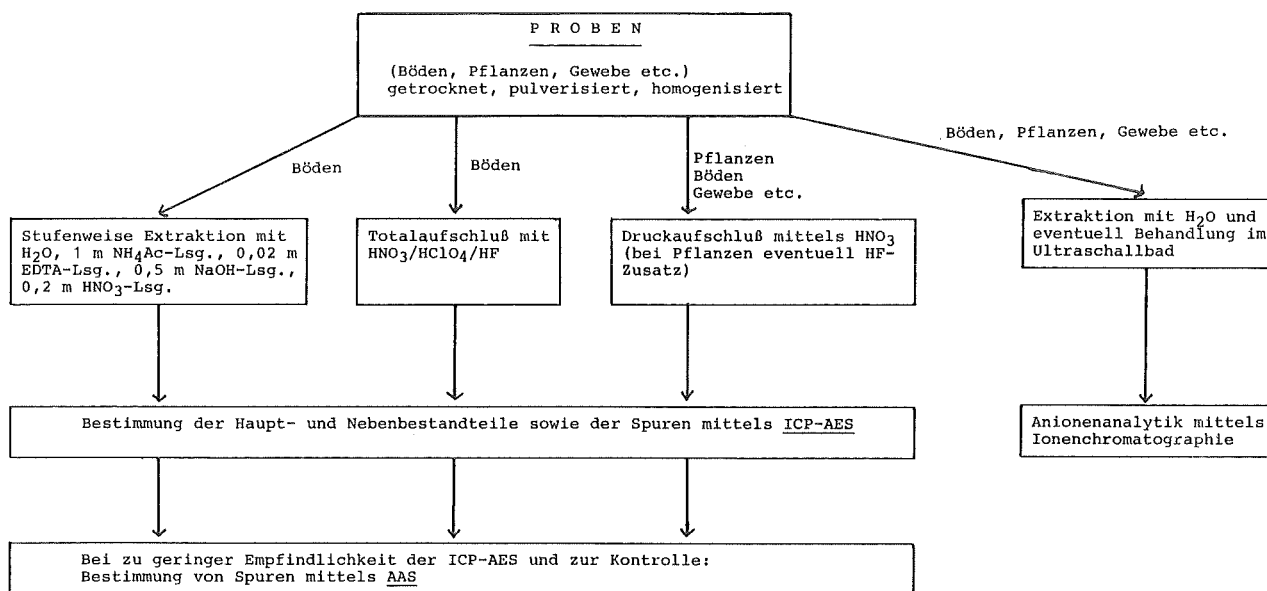 P R O B E N
(Böden, Pflanzen, Gewebe etc.)
getrocknet, pulverisiert, homogenisiert
Böden
Böden
Pflanzen
Böden
Gewebe etc.
Böden, Pflanzen, Gewebe etc.
Stufenweise Extraktion mit
H₂O, 1 m NH₄Ac-Lsg., 0,02 m
EDTA-Lsg., 0,5 m NaOH-Lsg.,
0,2 m HNO₃-Lsg.
Totalaufschluß mit
HNO₃/HClO₄/HF
Druckaufschluß mittels HNO₃
(bei Pflanzen eventuell HF-
Zusatz)
Extraktion mit H₂O und
eventuell Behandlung im
Ultraschallbad
Bestimmung der Haupt- und Nebenbestandteile sowie der Spuren mittels ICP-AES
Anionenanalytik mittels
Ionenchromatographie
Bei zu geringer Empfindlichkeit der ICP-AES und zur Kontrolle:
Bestimmung von Spuren mittels AAS